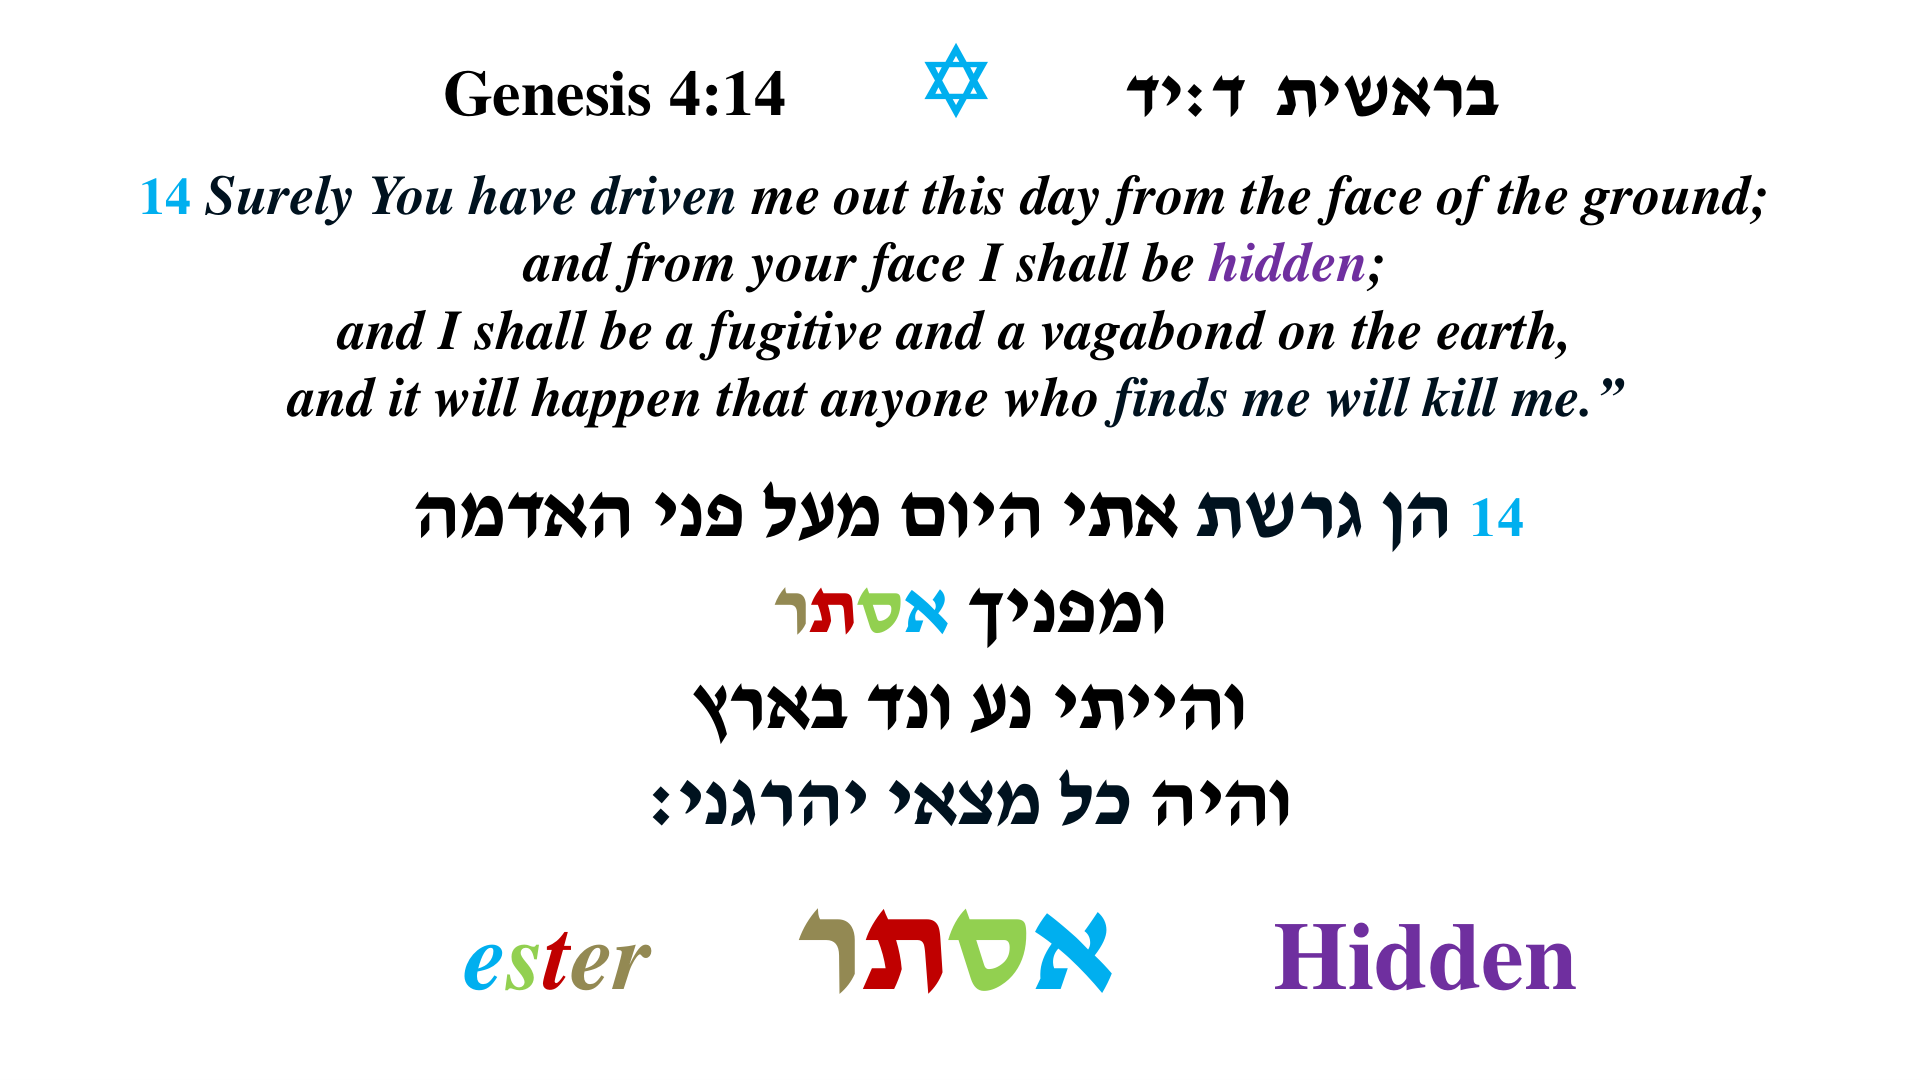 Genesis 4:14 ✡ בראשית ד:יד
14 Surely You have driven me out this day from the face of the ground;
and from your face I shall be hidden;
and I shall be a fugitive and a vagabond on the earth,
and it will happen that anyone who finds me will kill me.”
14 הן גרשת אתי היום מעל פני האדמה
ומפניך אסתר
והייתי נע ונד בארץ
והיה כל מצאי יהרגני:
ester אסתר Hidden